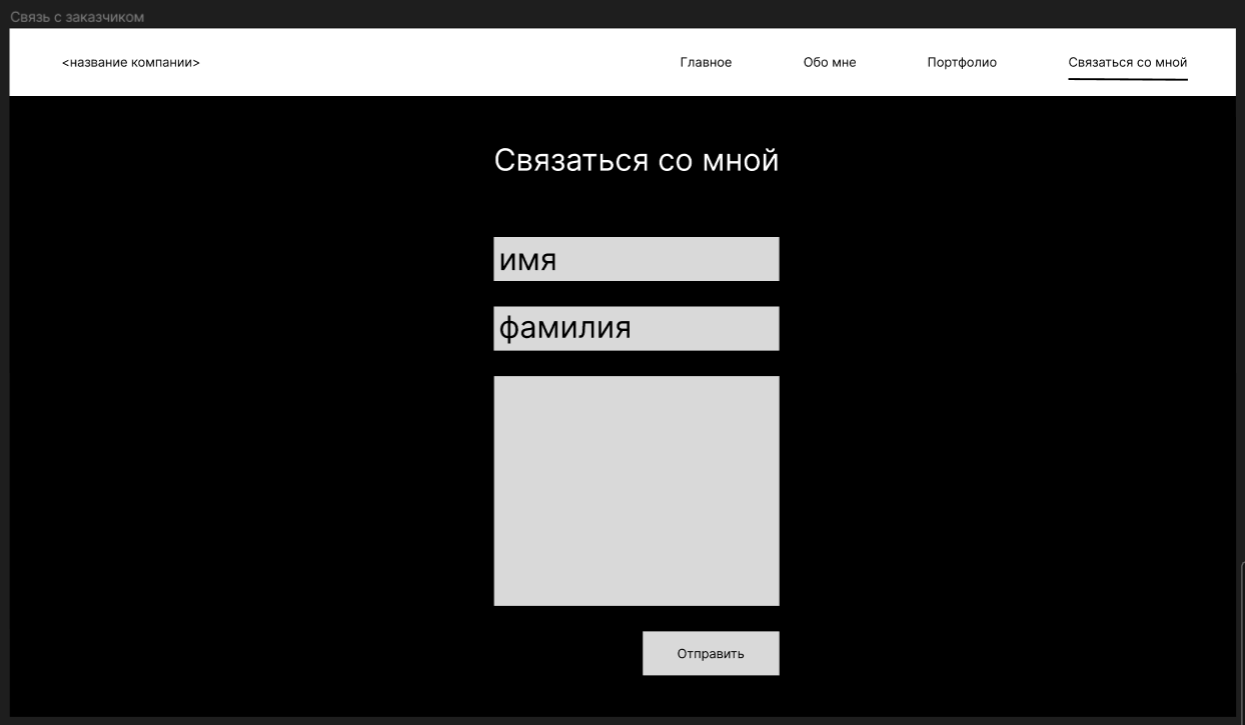 Связь с заказчиком
<название компании> Главное Обо мне Портфолио Связаться со мной
Связаться со мной
имя
фамилия
Отправить